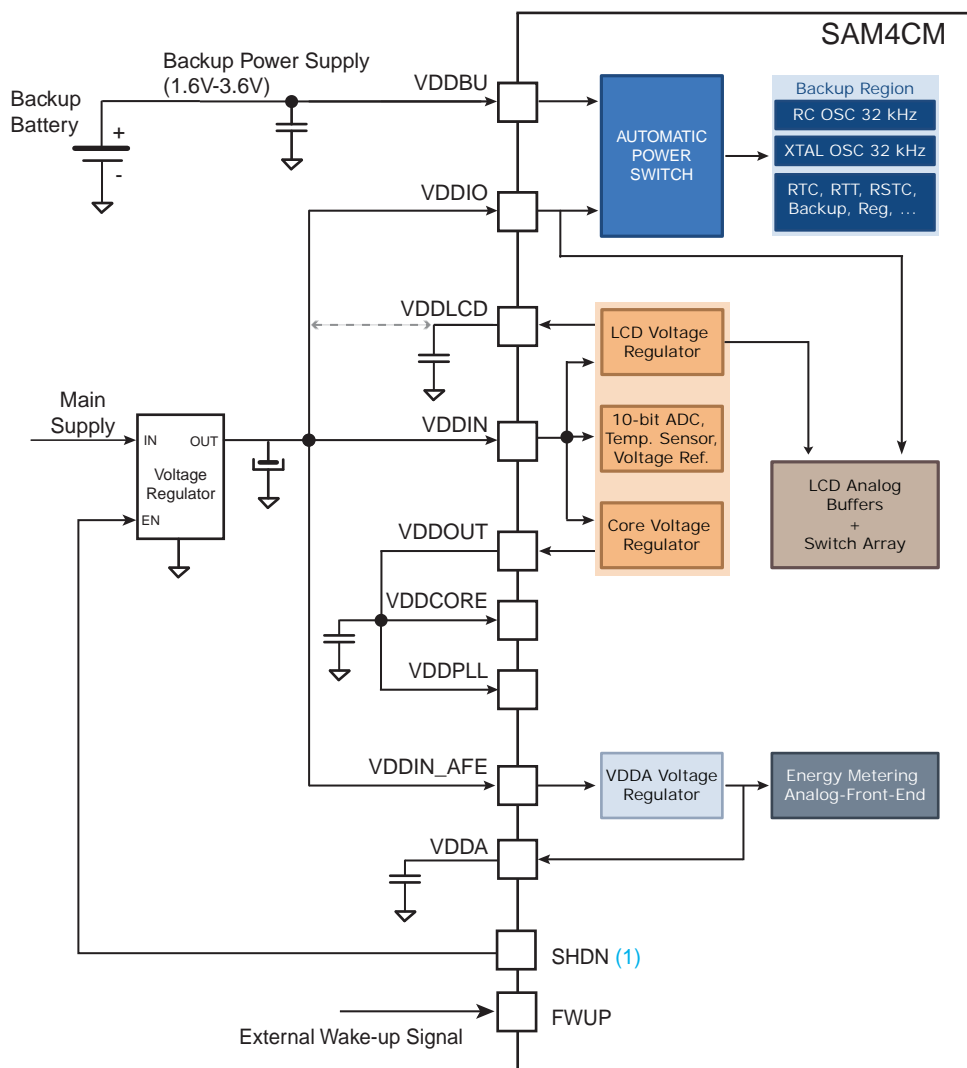 SAM4CM
Backup Power Supply
(1.6V-3.6V)
VDDBU
Backup
Battery
+
-
AUTOMATIC
POWER
SWITCH
Backup Region
RC OSC 32 kHz
XTAL OSC 32 kHz
RTC, RTT, RSTC,
Backup, Reg, ...
VDDIO
VDDLCD
LCD Voltage
Regulator
Main
Supply
IN
OUT
Voltage
Regulator
EN
VDDIN
10-bit ADC,
Temp. Sensor,
Voltage Ref.
LCD Analog
Buffers
+
Switch Array
VDDOUT
Core Voltage
Regulator
VDDCORE
VDDPLL
VDDIN_AFE
VDDA Voltage
Regulator
Energy Metering
Analog-Front-End
VDDA
SHDN (1)
FWUP
External Wake-up Signal